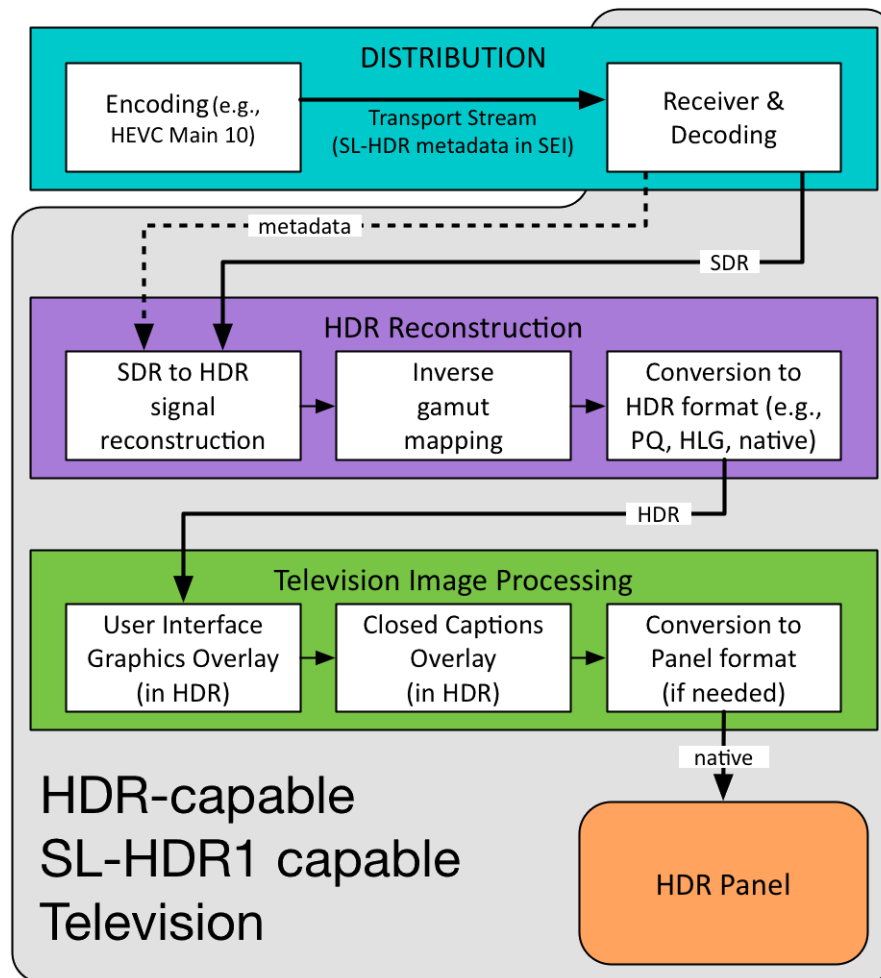 DISTRIBUTION
Encoding (e.g.,
HEVC Main 10)
Transport Stream
(SL-HDR metadata in SEI)
Receiver &
Decoding
metadata
SDR
HDR Reconstruction
SDR to HDR
signal
reconstruction
Inverse
gamut
mapping
Conversion to
HDR format (e.g.,
PQ, HLG, native)
HDR
Television Image Processing
User Interface
Graphics Overlay
(in HDR)
Closed Captions
Overlay
(in HDR)
Conversion to
Panel format
(if needed)
native
HDR-capable
SL-HDR1 capable
Television
HDR Panel